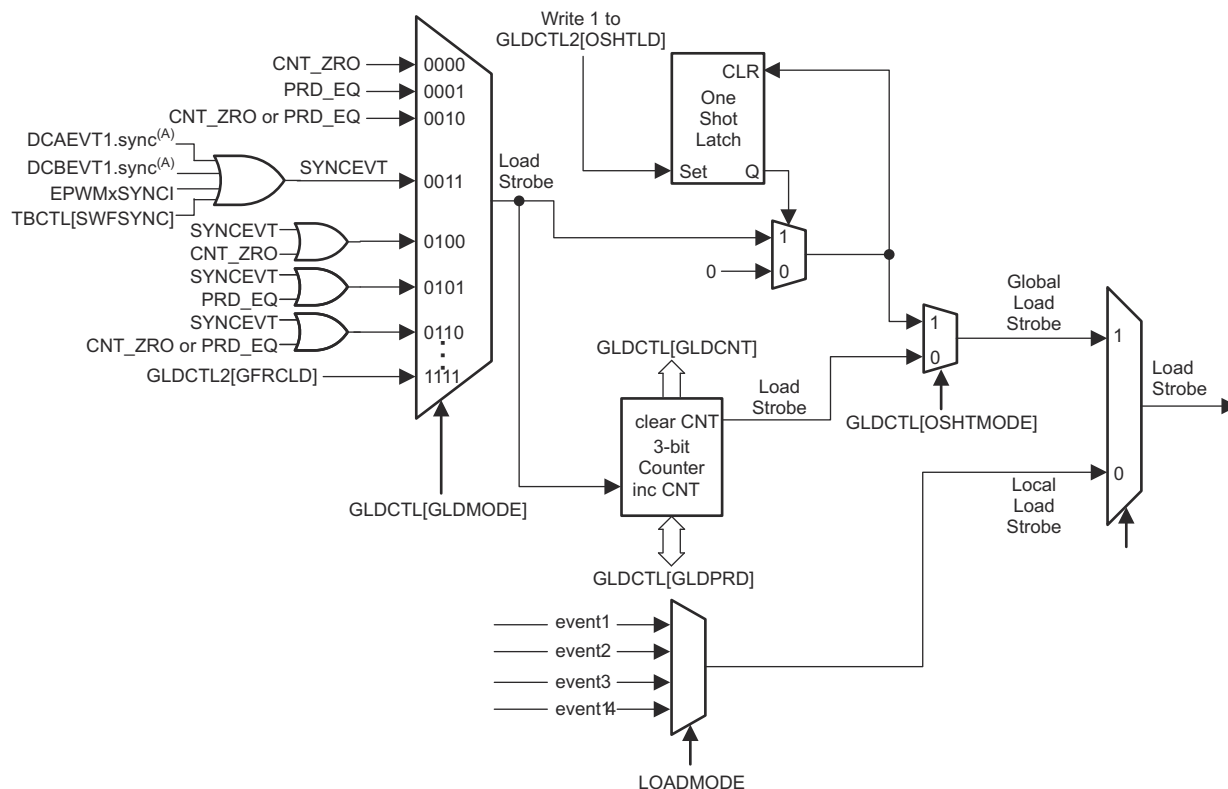 Write 1 to
GLDCTL2[OSHTLD]
CNT_ZRO
0000
PRD_EQ
0001
CNT_ZRO or PRD_EQ
0010
DCAEVT1.sync(A)
DCBEVT1.sync(A)
EPWMxSYNCI
TBCTL[SWFSYNC]
SYNCEVT
0011
SYNCEVT
CNT_ZRO
0100
SYNCEVT
PRD_EQ
0101
SYNCEVT
CNT_ZRO or PRD_EQ
0110
GLDCTL2[GFRCLD]
1111
GLDCTL[GLDMODE]
Load
Strobe
CLR
One
Shot
Latch
Set
Q
1
0
0
GLDCTL[GLDCNT]
clear CNT
3-bit
Counter
inc CNT
GLDCTL[GLDPRD]
Load
Strobe
1
0
GLDCTL[OSHTMODE]
Global
Load
Strobe
1
0
Local
Load
Strobe
Load
Strobe
event1
event2
event3
LOADMODE